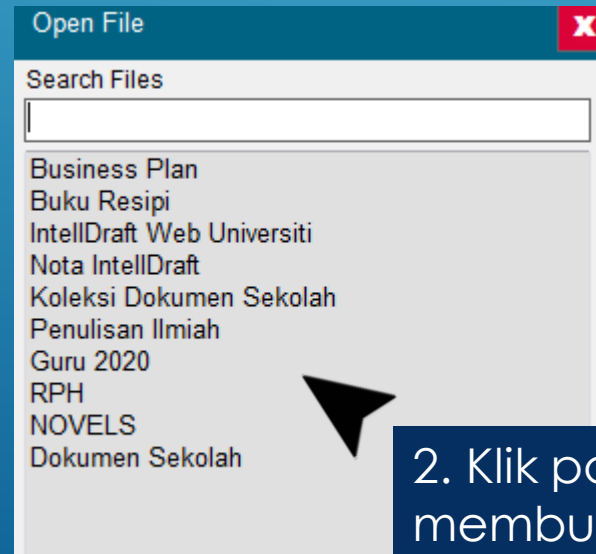 Open File
X
Search Files
Business Plan
Buku Resipi
IntellDraft Web Universiti
Nota IntellDraft
Koleksi Dokumen Sekolah
Penulisan Ilmiah
Guru 2020
RPH
NOVELS
Dokumen Sekolah
2. Klik